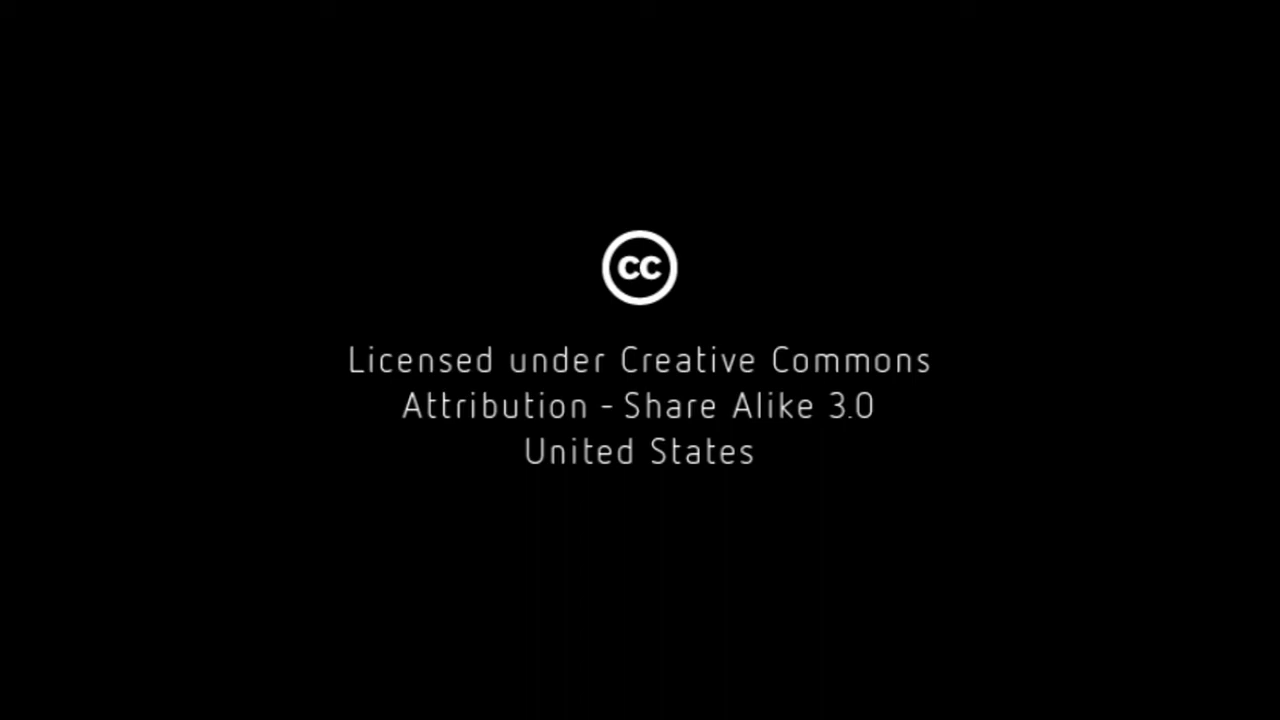 cc
Licensed under Creative Commons
Attribution - Share Alike 3.0
United States